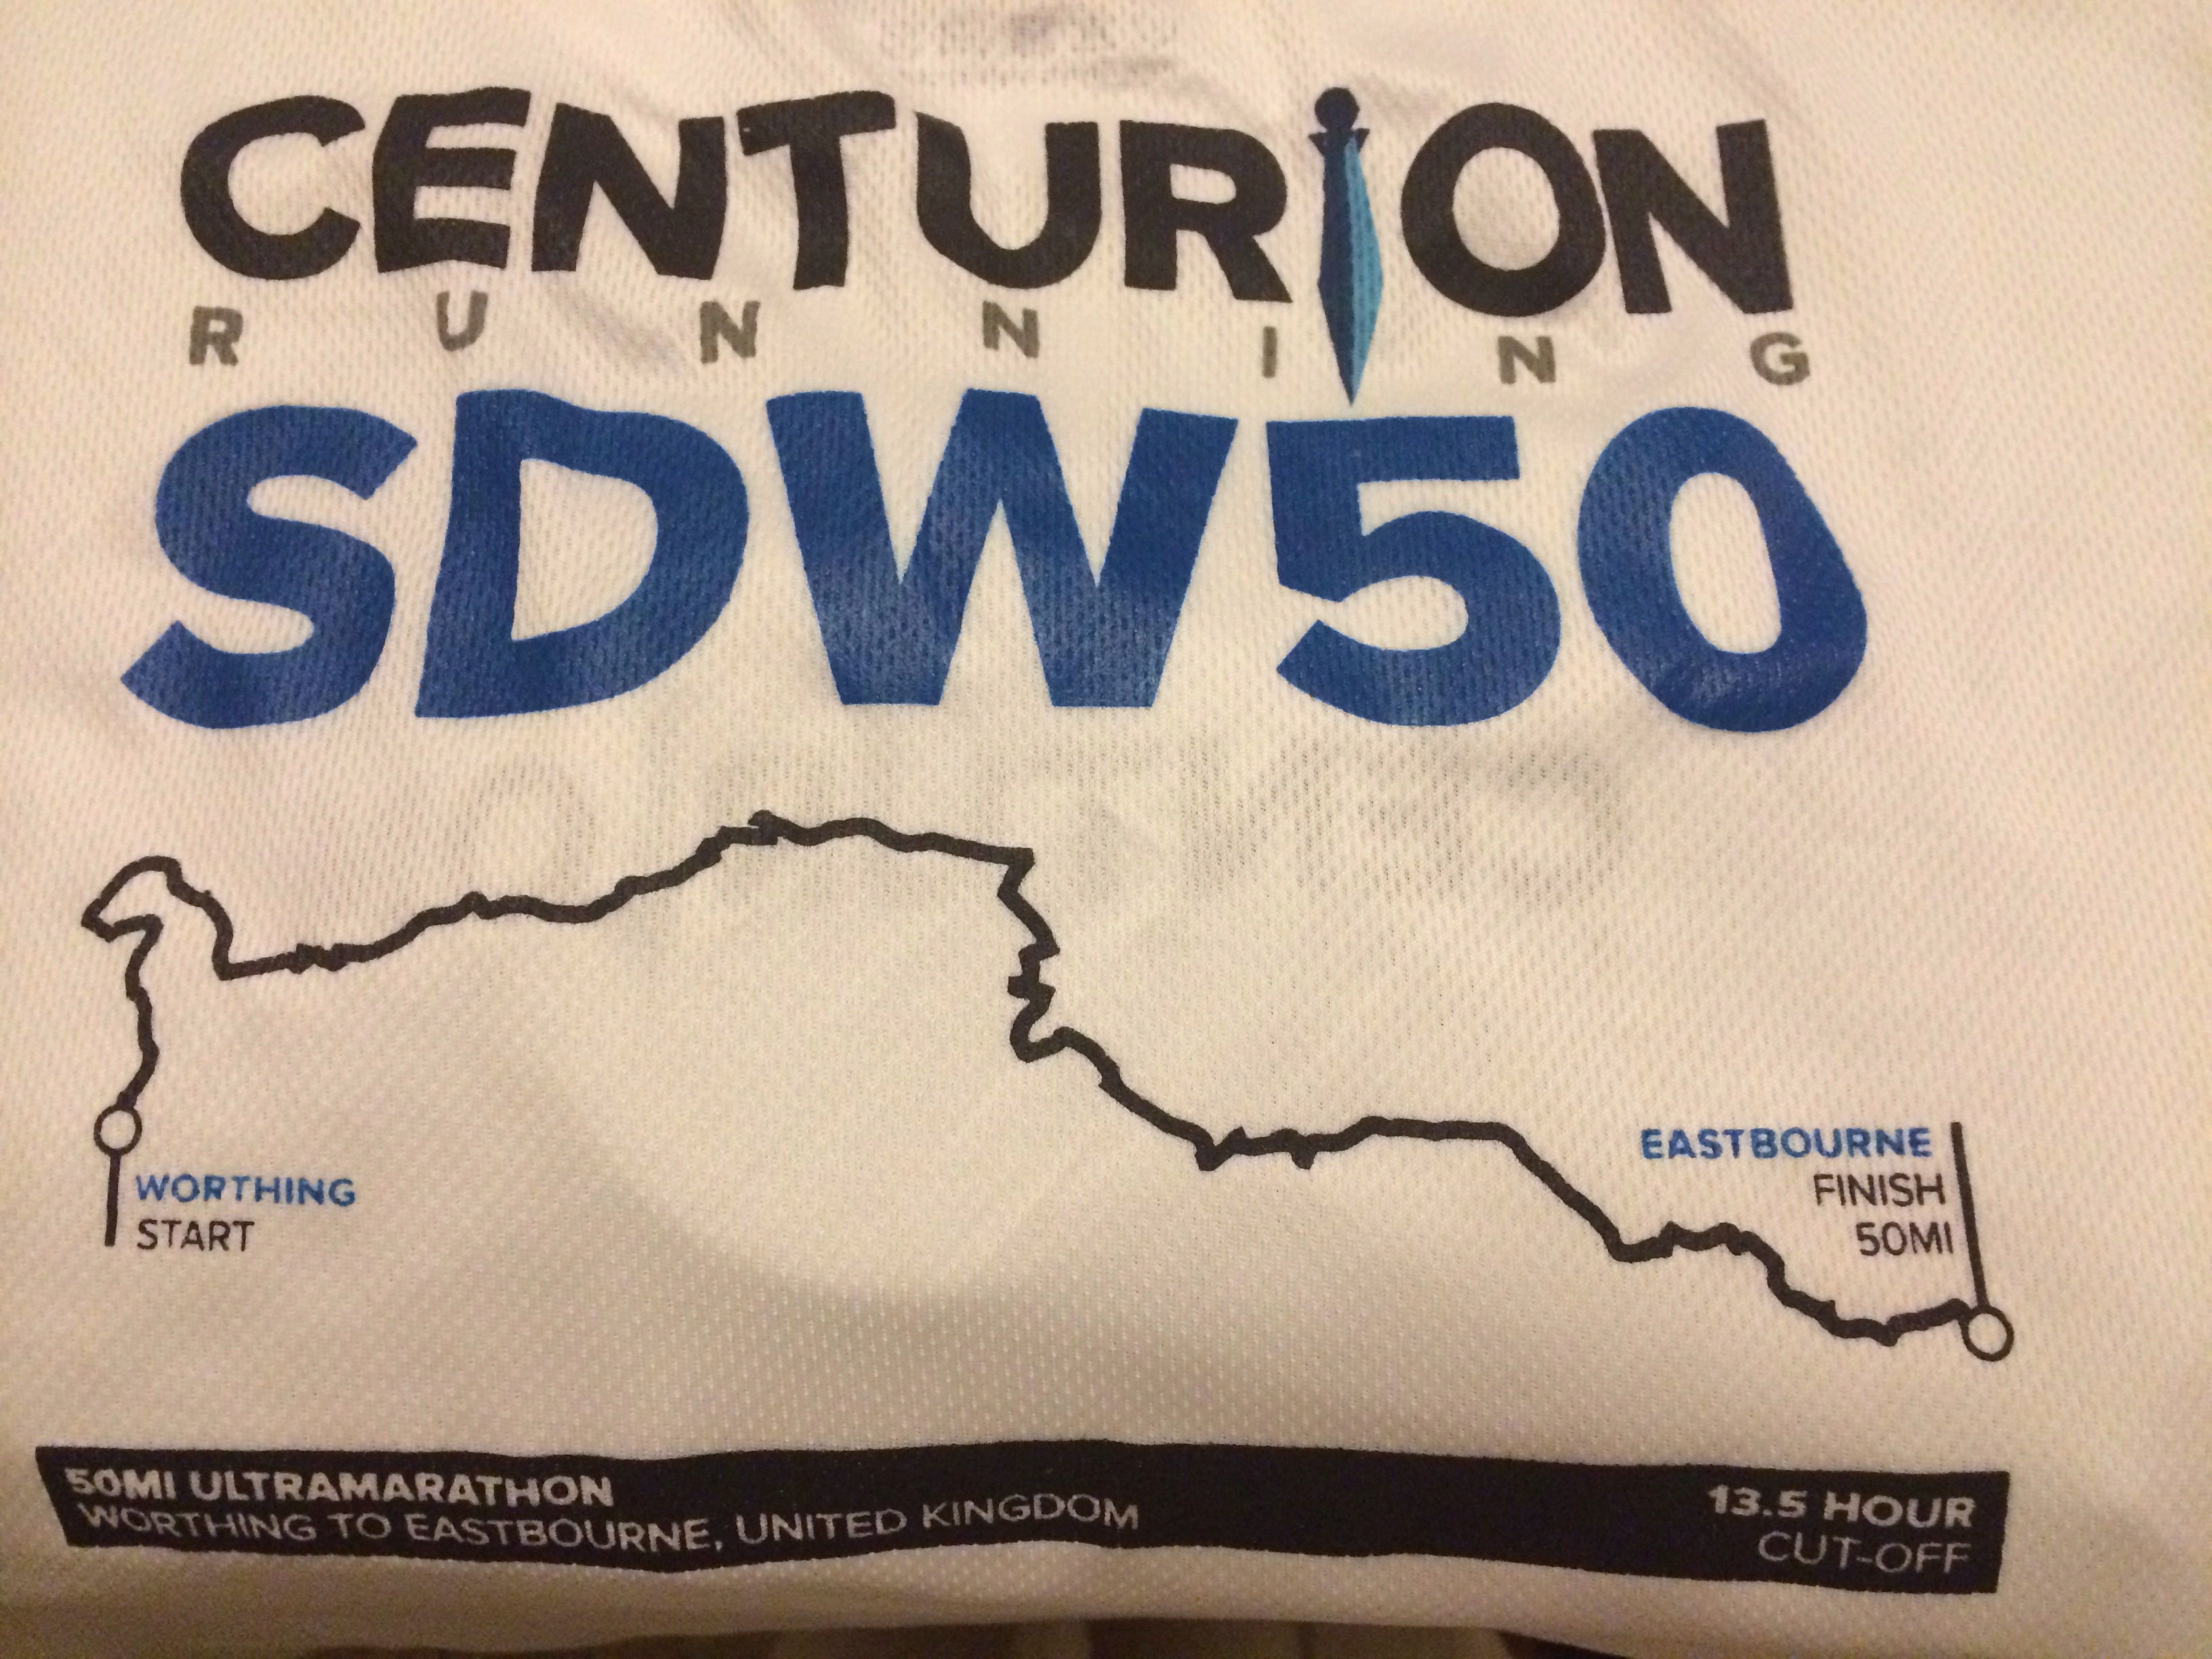 CENTURION
RUNNING
SDW50
WORTHING
START
EASTBOURNE
FINISH
50MI
50MI ULTRAMARATHON
WORTHING TO EASTBOURNE, UNITED KINGDOM
13.5 HOUR
CUT-OFF